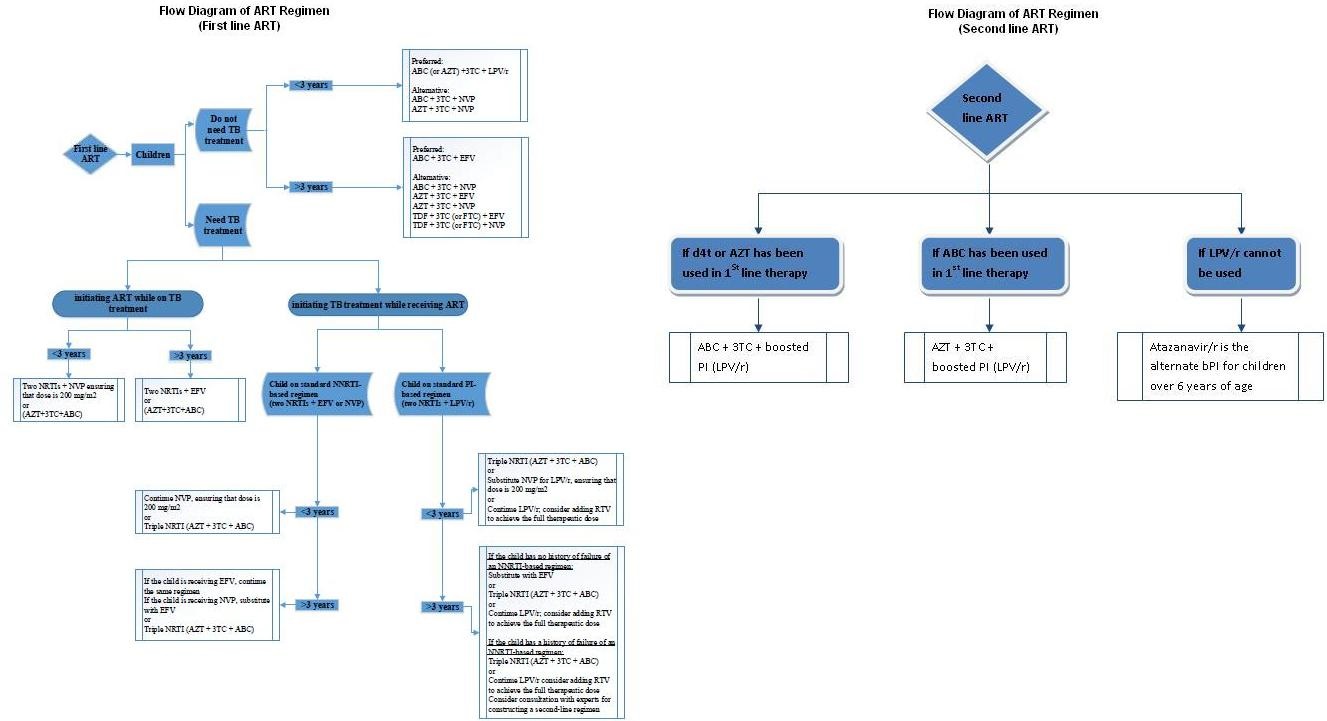 Flow Diagram of ART Regimen
(First line ART)
First line
ART
Children
Do not
need TB
treatment
<3 years
Preferred:
ABC (or AZT) +3TC + LPV/r
Alternative:
ABC + 3TC + NVP
AZT + 3TC + NVP
>3 years
Preferred:
ABC + 3TC + EFV
Alternative:
ABC + 3TC + NVP
AZT + 3TC + EFV
AZT + 3TC + NVP
TDF + 3TC (or FTC) + EFV
TDF + 3TC (or FTC) + NVP
Need TB
treatment
initiating ART while on TB
treatment
<3 years
Two NRTIs + NVP ensuring
that dose is 200 mg/m2
or
(AZT+3TC+ABC)
>3 years
Two NRTIs + EFV
or
(AZT+3TC+ABC)
initiating TB treatment while receiving ART
Child on standard NNRTI-
based regimen
(two NRTIs + EFV or NVP)
<3 years
Continue NVP, ensuring that dose is
200 mg/m2
or
Triple NRTI (AZT + 3TC + ABC)
>3 years
If the child is receiving EFV, continue
the same regimen
If the child is receiving NVP, substitute
with EFV
or
Triple NRTI (AZT + 3TC + ABC)
Child on standard PI-
based regimen
(two NRTIs + LPV/r)
<3 years
Triple NRTI (AZT + 3TC + ABC)
or
Substitute NVP for LPV/r, ensuring that
dose is 200 mg/m2
or
Continue LPV/r; consider adding RTV
to achieve the full therapeutic dose
>3 years
If the child has no history of failure of
an NNRTI-based regimen:
Substitute with EFV
or
Triple NRTI (AZT + 3TC + ABC)
or
Continue LPV/r; consider adding RTV
to achieve the full therapeutic dose
If the child has a history of failure of an
NNRTI-based regimen:
Triple NRTI (AZT + 3TC + ABC)
or
Continue LPV/r consider adding RTV
to achieve the full therapeutic dose
Consider consultation with experts for
constructing a second-line regimen
Flow Diagram of ART Regimen
(Second line ART)
Second
line ART
If d4t or AZT has been
used in 1St line therapy
ABC + 3TC + boosted
PI (LPV/r)
If ABC has been used
in 1st line therapy
AZT + 3TC +
boosted PI (LPV/r)
If LPV/r cannot
be used
Atazanavir/r is the
alternate bPI for children
over 6 years of age